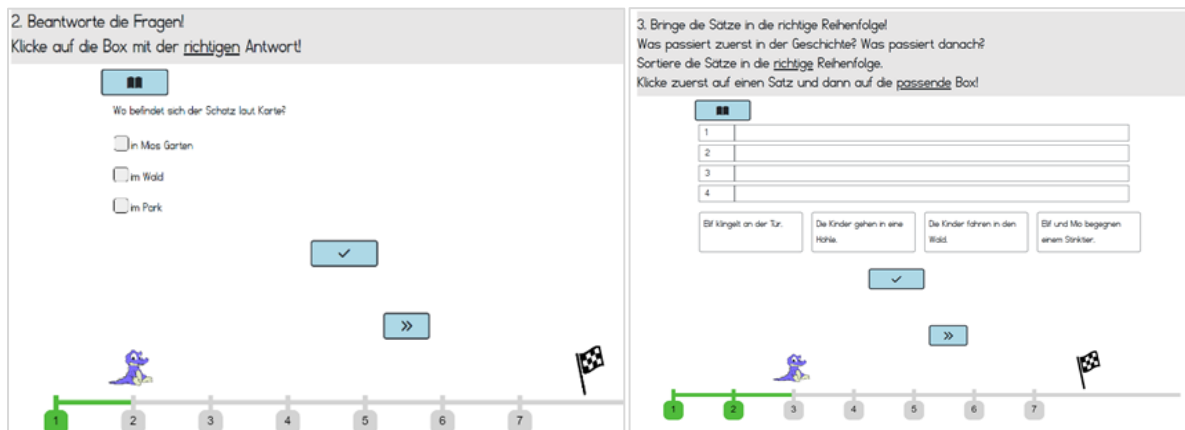 2. Beantworte die Fragen!
Klicke auf die Box mit der richtigen Antwort!
Wo befindet sich der Schatz laut Karte?
in Mios Garten
im Wald
im Park
1 2 3 4 5 6 7
3. Bringe die Sätze in die richtige Reihenfolge!
Was passiert zuerst in der Geschichte? Was passiert danach?
Sortiere die Sätze in die richtige Reihenfolge.
Klicke zuerst auf einen Satz und dann auf die passende Box!
1
2
3
4
Elif klingelt an der Tür.
Die Kinder gehen in eine
Höhle.
Die Kinder fahren in den
Wald.
Elif und Mio begegnen
einem Stinktier.
1 2 3 4 5 6 7